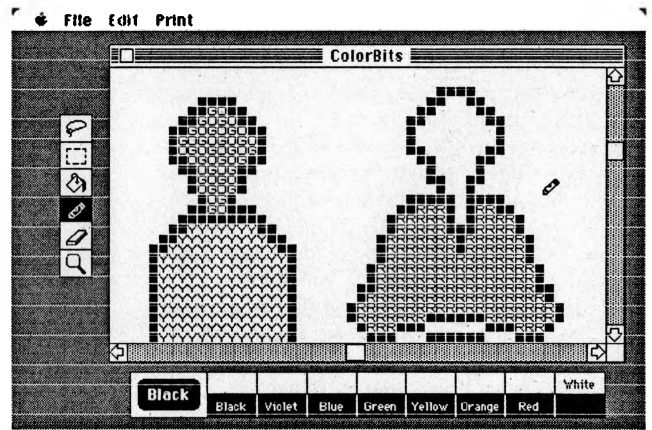 File Edit Print
ColorBits
White
Black
Black Violet Blue Green Yellow Orange Red